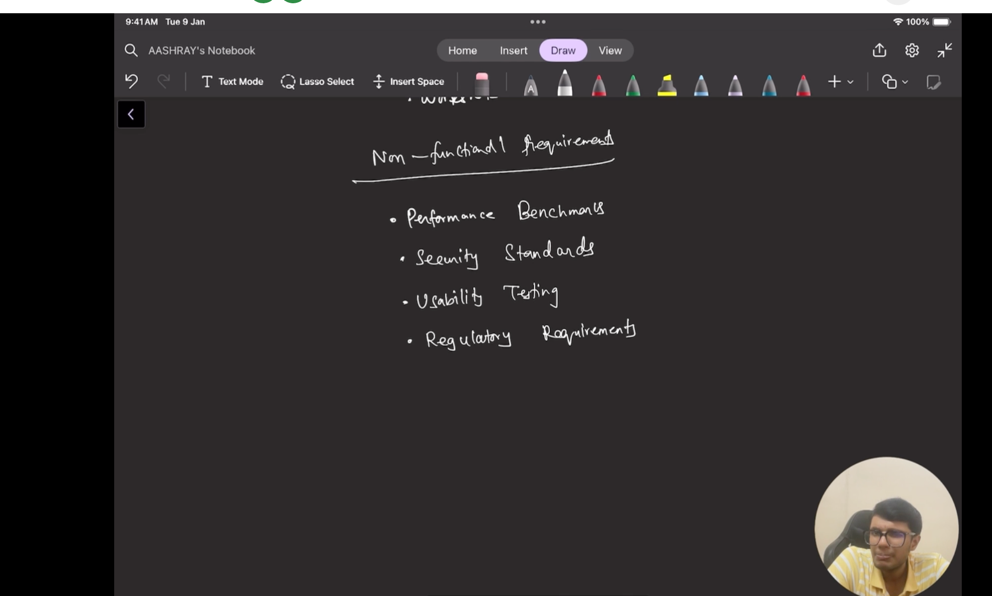 9:41 AM Tue 9 Jan
100%
AASHRAY's Notebook
Home Insert Draw View
Text Mode Lasso Select Insert Space
Non-functional Requirements
• Performance Benchmarks
• Security Standards
• Usability Testing
• Regulatory Requirements